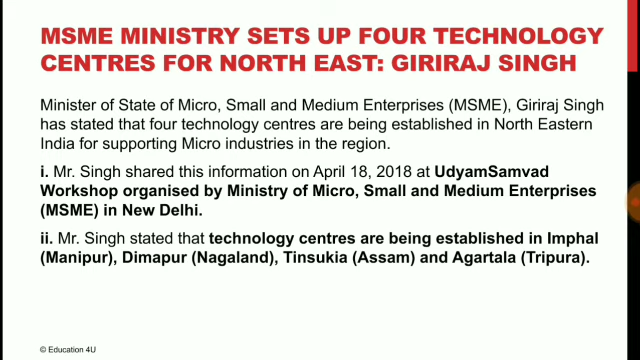 MSME MINISTRY SETS UP FOUR TECHNOLOGY
CENTRES FOR NORTH EAST: GIRIRAJ SINGH
Minister of State of Micro, Small and Medium Enterprises (MSME), Giriraj Singh
has stated that four technology centres are being established in North Eastern
India for supporting Micro industries in the region.
i. Mr. Singh shared this information on April 18, 2018 at UdyamSamvad
Workshop organised by Ministry of Micro, Small and Medium Enterprises
(MSME) in New Delhi.
ii. Mr. Singh stated that technology centres are being established in Imphal
(Manipur), Dimapur (Nagaland), Tinsukia (Assam) and Agartala (Tripura).
© Education 4U